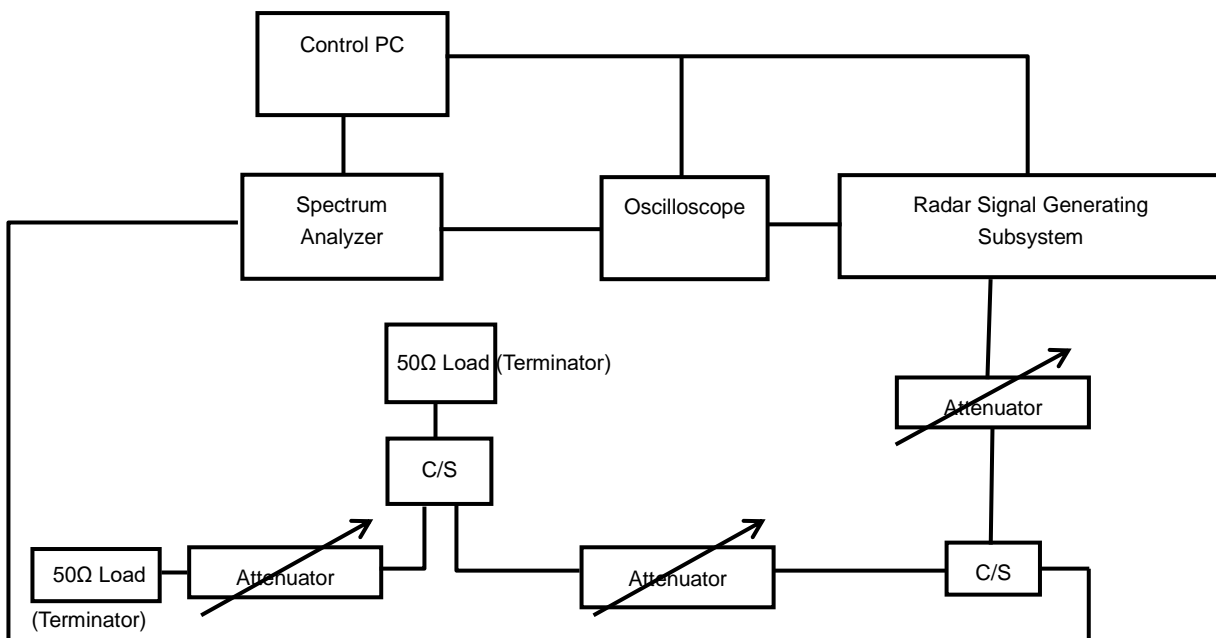 Control PC
Spectrum
Analyzer
Oscilloscope
Radar Signal Generating
Subsystem
50Ω Load (Terminator)
Attenuator
C/S
50Ω Load
(Terminator)
Attenuator
Attenuator
C/S